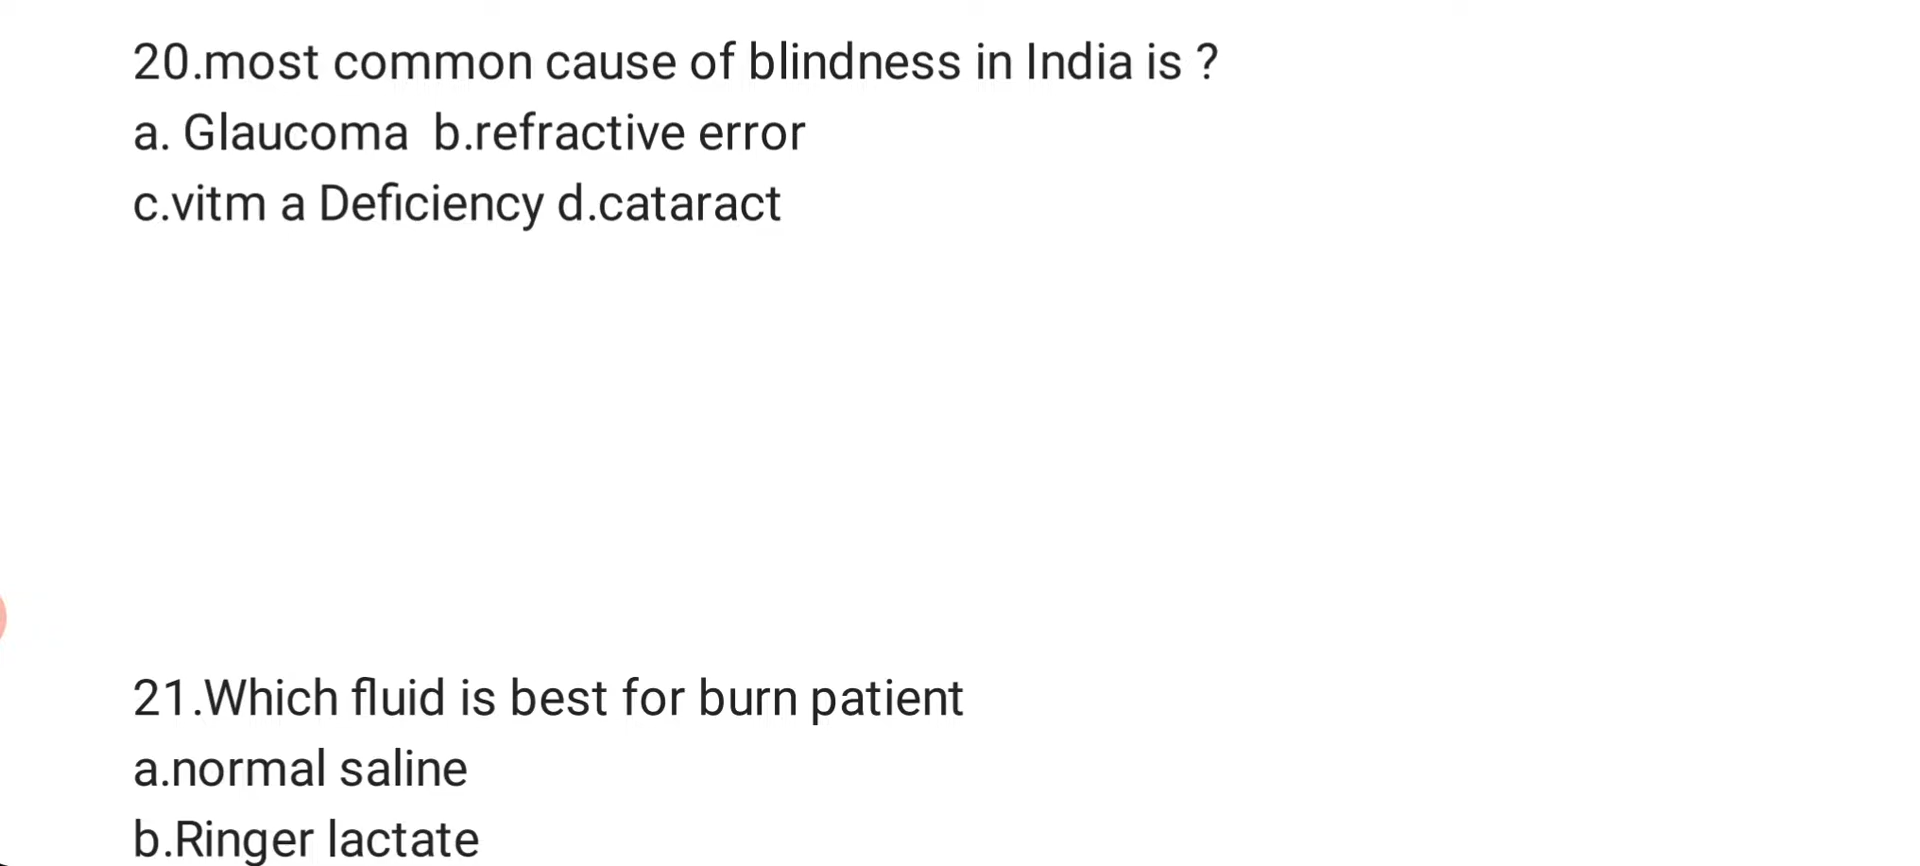 20.most common cause of blindness in India is ?
a. Glaucoma  b.refractive error
c.vitm a Deficiency d.cataract
21.Which fluid is best for burn patient
a.normal saline
b.Ringer lactate